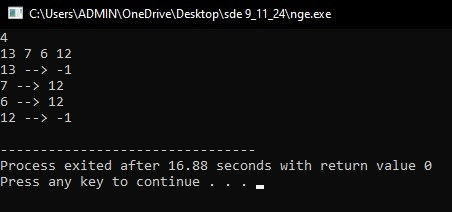 C:\Users\ADMIN\OneDrive\Desktop\sde 9_11_24\nge.exe
4
13 7 6 12
13 --> -1
7 --> 12
6 --> 12
12 --> -1
--------------------------------
Process exited after 16.88 seconds with return value 0
Press any key to continue . . .